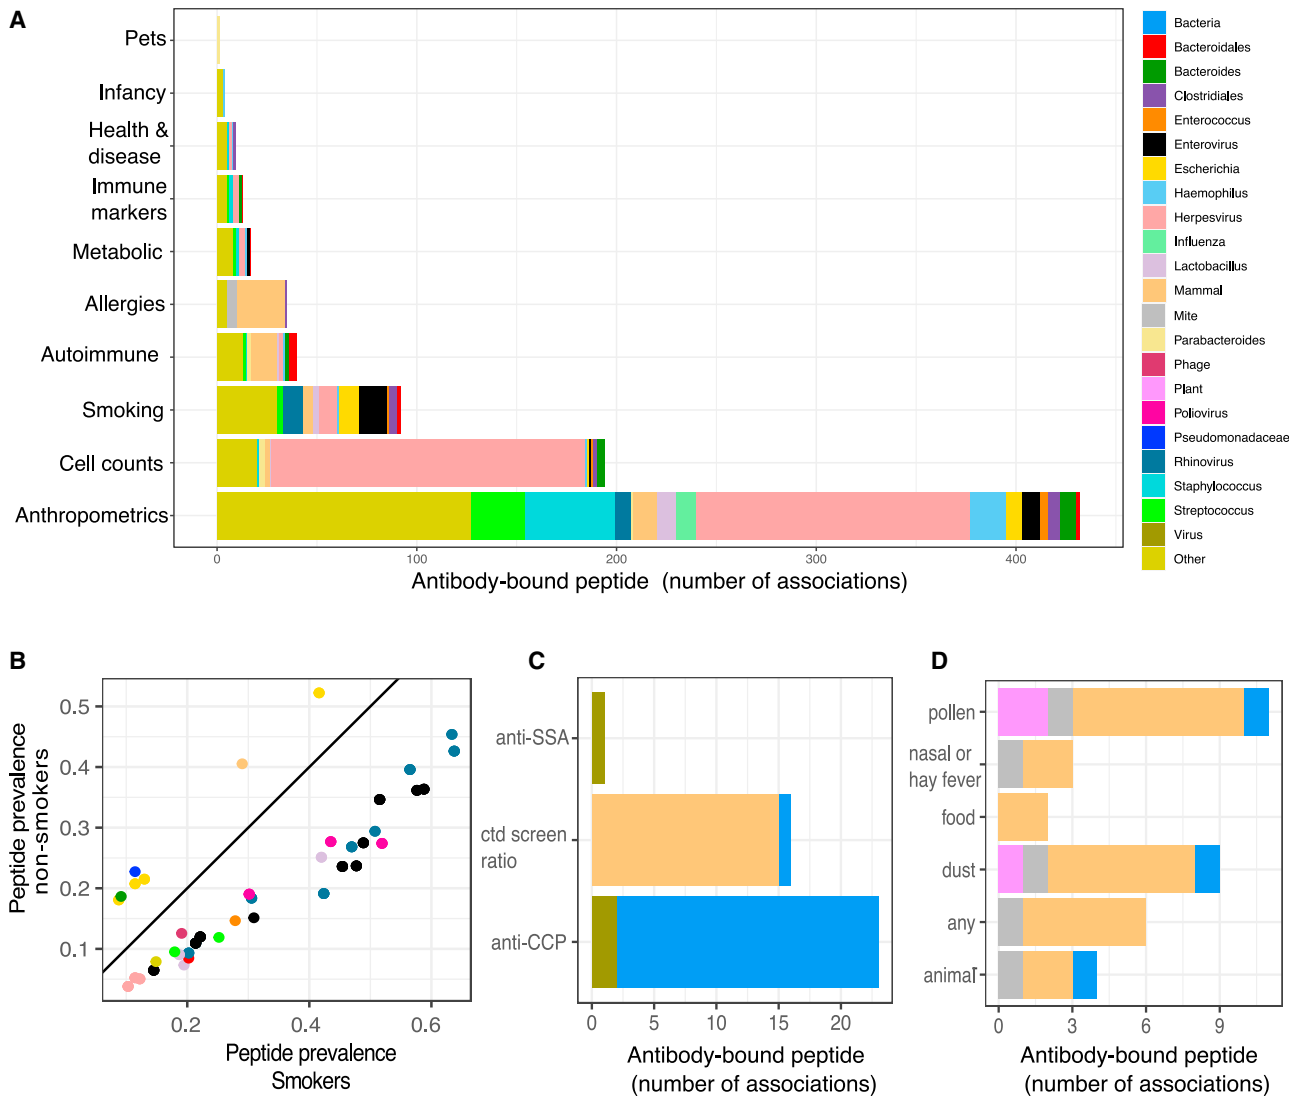 A
Pets
Infancy
Health &
disease
Immune
markers
Metabolic
Allergies
Autoimmune
Smoking
Cell counts
Anthropometrics
0
100
200
300
400
Antibody-bound peptide (number of associations)
Bacteria
Bacteroidales
Bacteroides
Clostridiales
Enterococcus
Enterovirus
Escherichia
Haemophilus
Herpesvirus
Influenza
Lactobacillus
Mammal
Mite
Parabacteroides
Phage
Plant
Poliovirus
Pseudomonadaceae
Rhinovirus
Staphylococcus
Streptococcus
Virus
Other
B
Peptide prevalence
non-smokers
0.5
0.4
0.3
0.2
0.1
0.2
0.4
0.6
Peptide prevalence
Smokers
C
anti-SSA
ctd screen
ratio
anti-CCP
0
5
10
15
20
Antibody-bound peptide
(number of associations)
D
pollen
nasal or
hay fever
food
dust
any
animal
0
3
6
9
Antibody-bound peptide
(number of associations)